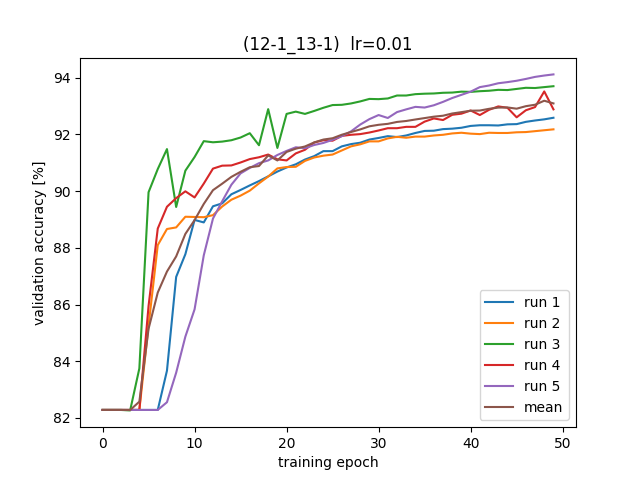 (12-1_13-1) lr=0.01
validation accuracy [%]
94
92
90
88
86
84
82
0
10
20
30
40
50
training epoch
run 1
run 2
run 3
run 4
run 5
mean